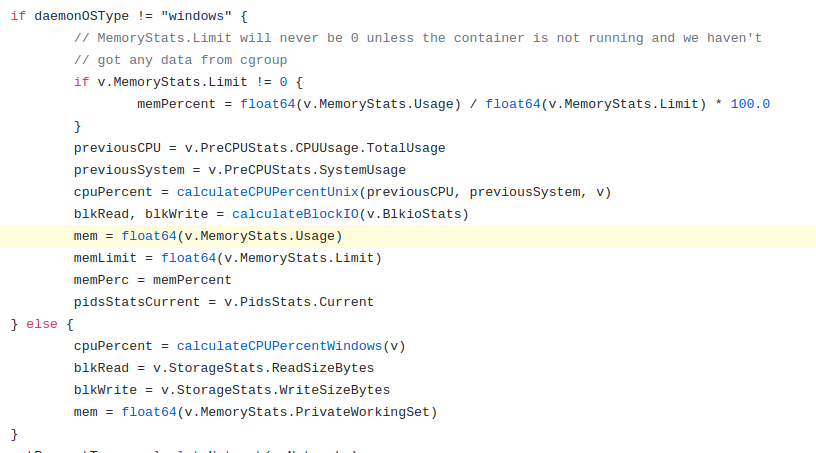 if daemonOSType != "windows" {
        // MemoryStats.Limit will never be 0 unless the container is not running and we haven't
        // got any data from cgroup
        if v.MemoryStats.Limit != 0 {
                memPercent = float64(v.MemoryStats.Usage) / float64(v.MemoryStats.Limit) * 100.0
        }
        previousCPU = v.PreCPUStats.CPUUsage.TotalUsage
        previousSystem = v.PreCPUStats.SystemUsage
        cpuPercent = calculateCPUPercentUnix(previousCPU, previousSystem, v)
        blkRead, blkWrite = calculateBlockIO(v.BlkioStats)
        mem = float64(v.MemoryStats.Usage)
        memLimit = float64(v.MemoryStats.Limit)
        memPerc = memPercent
        pidsStatsCurrent = v.PidsStats.Current
} else {
        cpuPercent = calculateCPUPercentWindows(v)
        blkRead = v.StorageStats.ReadSizeBytes
        blkWrite = v.StorageStats.WriteSizeBytes
        mem = float64(v.MemoryStats.PrivateWorkingSet)
}